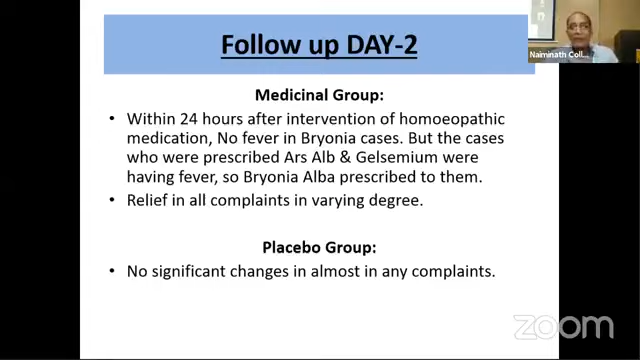 Follow up DAY-2
Naiminath Coll...
Medicinal Group:
• Within 24 hours after intervention of homoeopathic
medication, No fever in Bryonia cases. But the cases
who were prescribed Ars Alb & Gelsemium were
having fever, so Bryonia Alba prescribed to them.
• Relief in all complaints in varying degree.
Placebo Group:
• No significant changes in almost in any complaints.
zoom